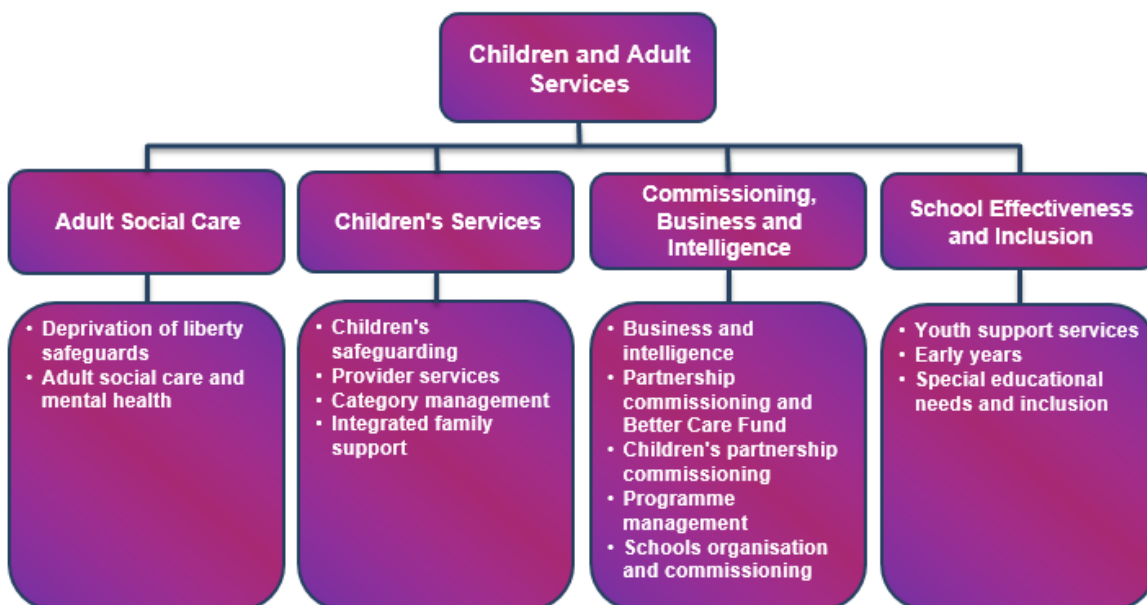 Children and Adult
Services
Adult Social Care
Children's Services
Commissioning,
Business and
Intelligence
School Effectiveness
and Inclusion
• Deprivation of liberty
safeguards
• Adult social care and
mental health
• Children's
safeguarding
• Provider services
• Category management
• Integrated family
support
• Business and
intelligence
• Partnership
commissioning and
Better Care Fund
• Children's partnership
commissioning
• Programme
management
• Schools organisation
and commissioning
• Youth support services
• Early years
• Special educational
needs and inclusion